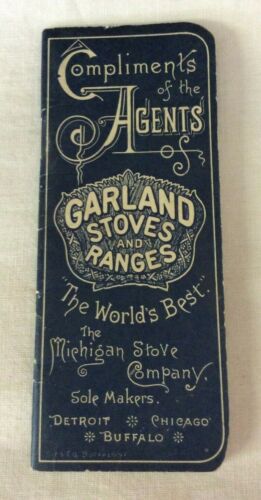 Compliments
of the
AGENTS
of
GARLAND
STOVES
AND
RANGES
"The World's Best."
The
Michigan Stove
Company,
Sole Makers.
DETROIT CHICAGO
BUFFALO